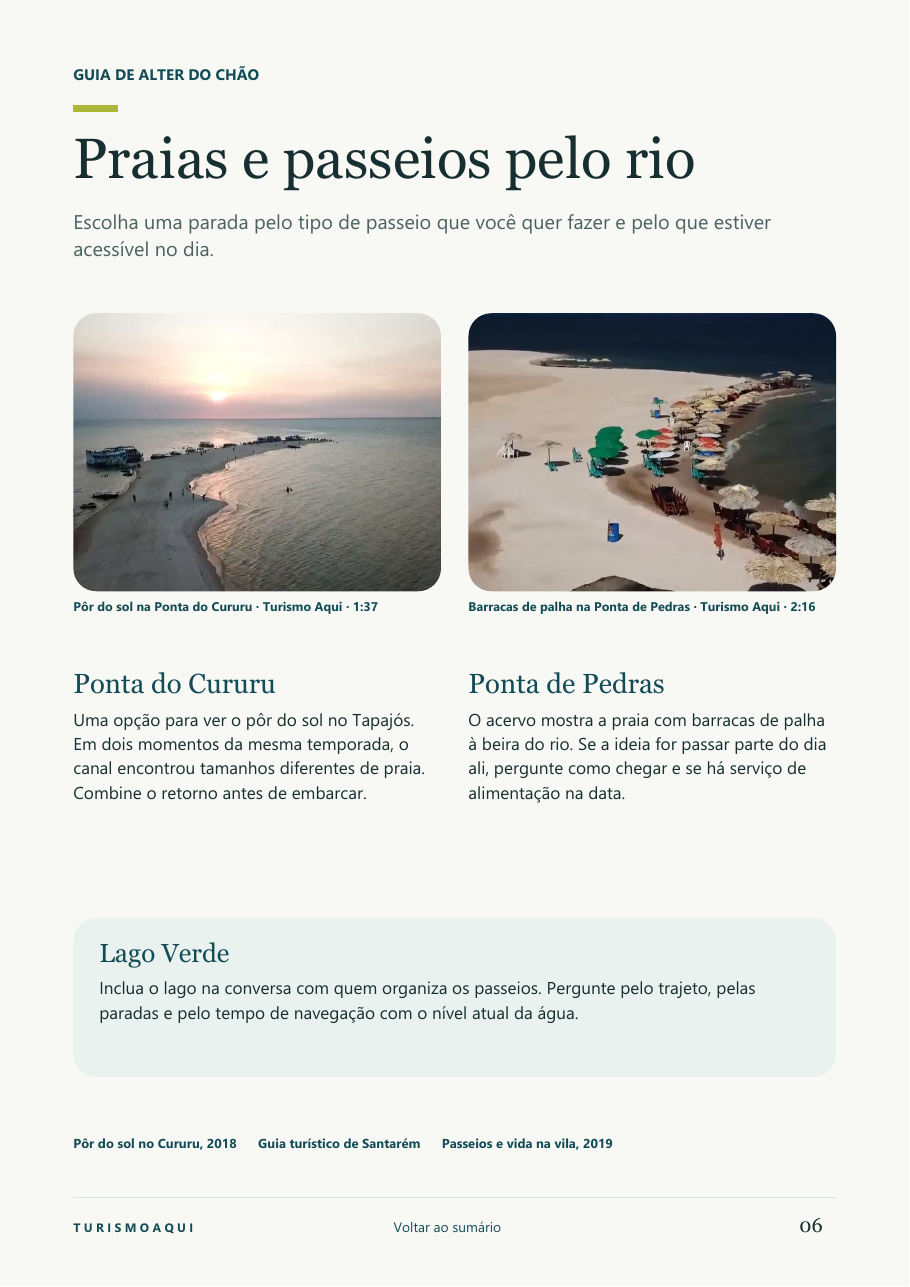 GUIA DE ALTER DO CHÃO
Praias e passeios pelo rio
Escolha uma parada pelo tipo de passeio que você quer fazer e pelo que estiver
acessível no dia.
Pôr do sol na Ponta do Cururu · Turismo Aqui · 1:37
Barracas de palha na Ponta de Pedras · Turismo Aqui · 2:16
Ponta do Cururu
Uma opção para ver o pôr do sol no Tapajós.
Em dois momentos da mesma temporada, o
canal encontrou tamanhos diferentes de praia.
Combine o retorno antes de embarcar.
Ponta de Pedras
O acervo mostra a praia com barracas de palha
à beira do rio. Se a ideia for passar parte do dia
ali, pergunte como chegar e se há serviço de
alimentação na data.
Lago Verde
Inclua o lago na conversa com quem organiza os passeios. Pergunte pelo trajeto, pelas
paradas e pelo tempo de navegação com o nível atual da água.
Pôr do sol no Cururu, 2018 Guia turístico de Santarém Passeios e vida na vila, 2019
TURISMOAQUI Voltar ao sumário 06